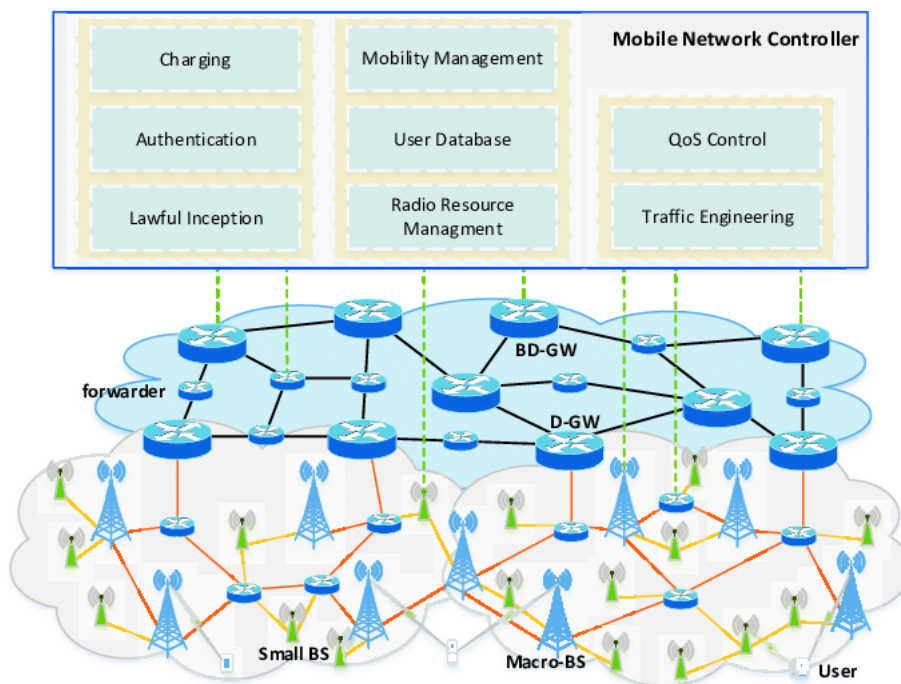 Mobile Network Controller
Charging
Authentication
Lawful Inception
Mobility Management
User Database
Radio Resource
Managment
QoS Control
Traffic Engineering
BD-GW
forwarder
D-GW
Small BS
Macro-BS
User